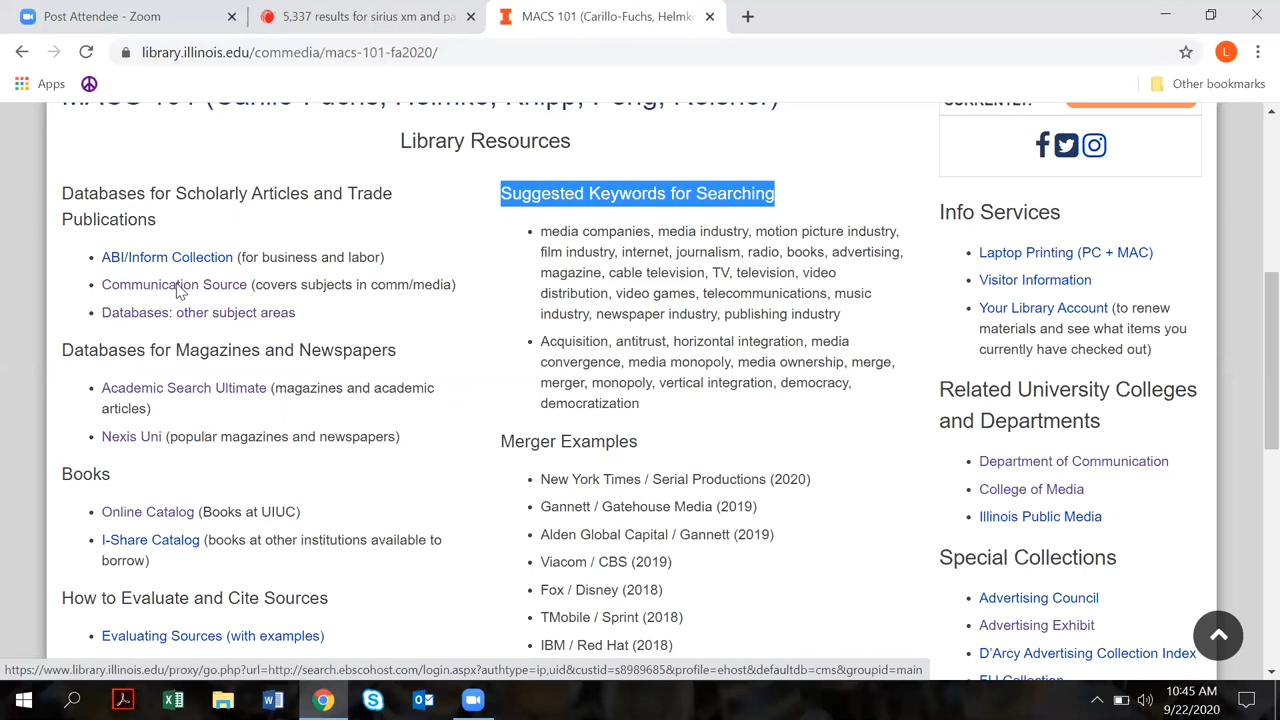 Post Attendee - Zoom
5,337 results for sirius xm and pa
MACS 101 (Carillo-Fuchs, Helmke
library.illinois.edu/commedia/macs-101-fa2020/
L
Apps
Other bookmarks
MACS 101 (Carillo-Fuchs, Helmke, Knipp, Peng, Reisner)
CURRENTLY:
Library Resources
Databases for Scholarly Articles and Trade
Publications
ABI/Inform Collection (for business and labor)
Communication Source (covers subjects in comm/media)
Databases: other subject areas
Databases for Magazines and Newspapers
Academic Search Ultimate (magazines and academic
articles)
Nexis Uni (popular magazines and newspapers)
Books
Online Catalog (Books at UIUC)
I-Share Catalog (books at other institutions available to
borrow)
How to Evaluate and Cite Sources
Evaluating Sources (with examples)
Suggested Keywords for Searching
media companies, media industry, motion picture industry,
film industry, internet, journalism, radio, books, advertising,
magazine, cable television, TV, television, video
distribution, video games, telecommunications, music
industry, newspaper industry, publishing industry
Acquisition, antitrust, horizontal integration, media
convergence, media monopoly, media ownership, merge,
merger, monopoly, vertical integration, democracy,
democratization
Merger Examples
New York Times / Serial Productions (2020)
Gannett / Gatehouse Media (2019)
Alden Global Capital / Gannett (2019)
Viacom / CBS (2019)
Fox / Disney (2018)
TMobile / Sprint (2018)
IBM / Red Hat (2018)
Info Services
Laptop Printing (PC + MAC)
Visitor Information
Your Library Account (to renew
materials and see what items you
currently have checked out)
Related University Colleges
and Departments
Department of Communication
College of Media
Illinois Public Media
Special Collections
Advertising Council
Advertising Exhibit
D'Arcy Advertising Collection Index
https://www.library.illinois.edu/proxy/go.php?url=http://search.ebscohost.com/login.aspx?authtype=ip,uid&custid=s8989685&profile=ehost&defaultdb=cms&groupid=main
10:45 AM
9/22/2020